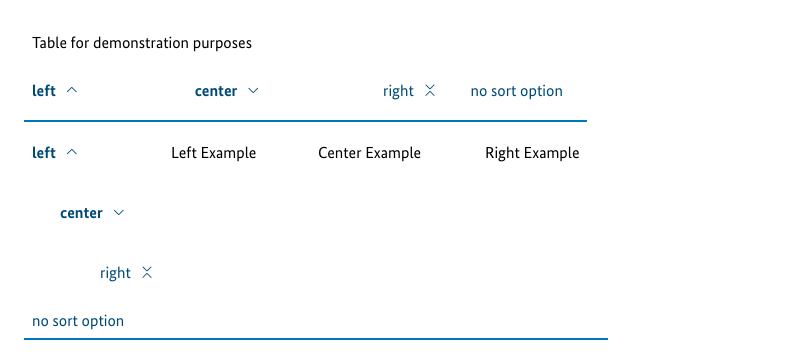 Table for demonstration purposes
left center right no sort option
left Left Example Center Example Right Example
center
right
no sort option